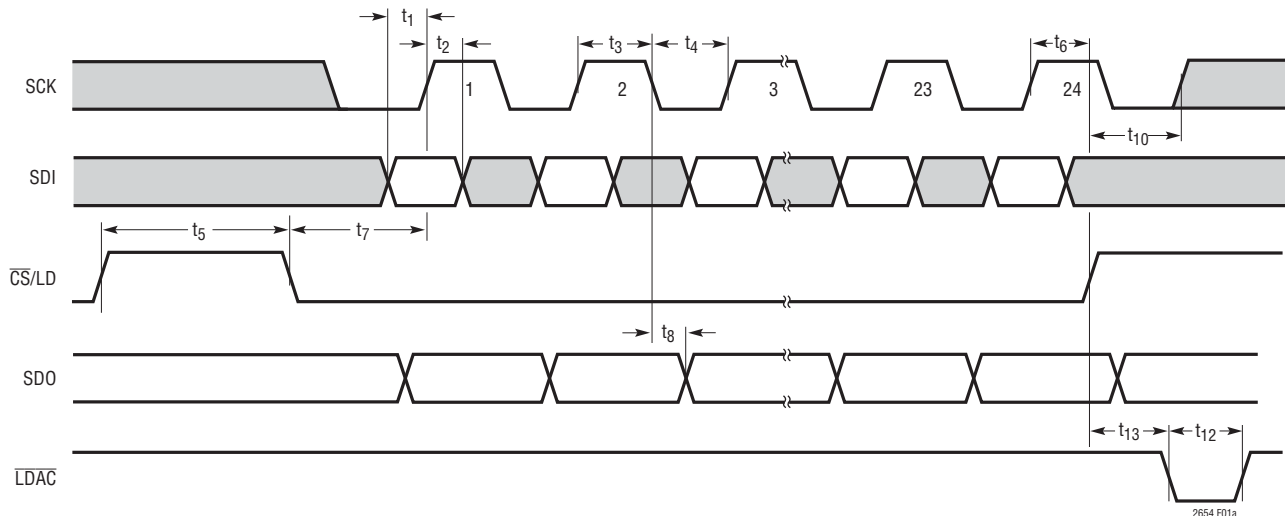 t1
t2
t3
t4
t6
SCK
1
2
3
23
24
t10
SDI
t5
t7
CS/LD
t8
SDO
t13
t12
LDAC
2654 F01a